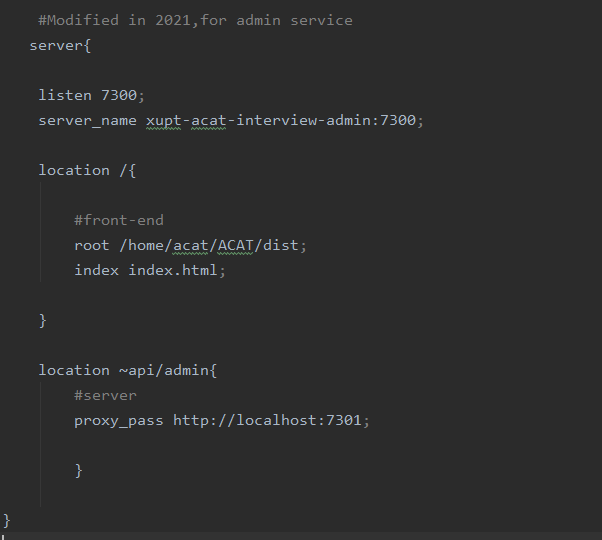 #Modified in 2021,for admin service
server{
listen 7300;
server_name xupt-acat-interview-admin:7300;
location /{
#front-end
root /home/acat/ACAT/dist;
index index.html;
}
location ~api/admin{
#server
proxy_pass http://localhost:7301;
}
}